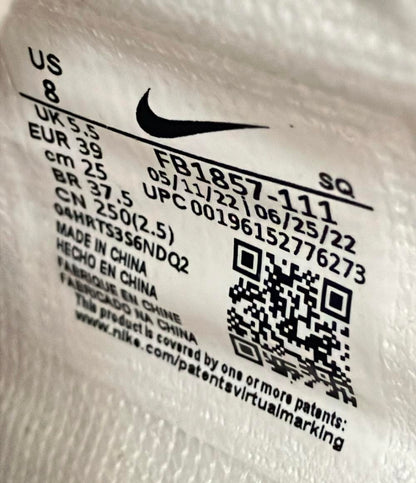 US
8
UK 5.5
EUR 39
cm 25
BR 37.5
CN 250(2.5)
04HRTS3S6NDQ2
SQ
FB1857-111
05/11/22 | 06/25/22
UPC 00196152776273
MADE IN CHINA
HECHO EN CHINA
FABRIQUE EN CHINE
FABRICADO NA CHINA
This product is covered by one or more patents:
www.nike.com/patentsvirtualmarking